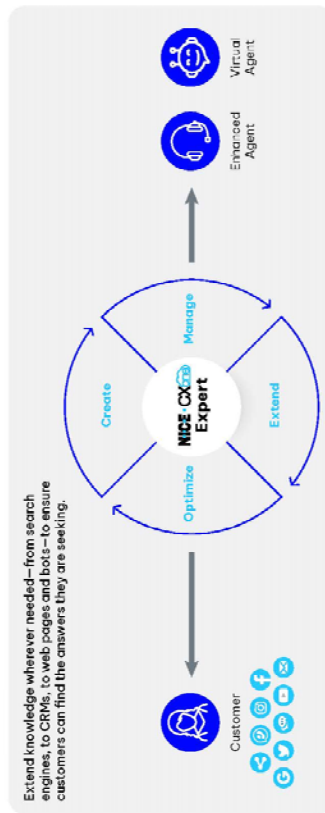 Extend knowledge wherever needed—from search
engines, to CRMs, to web pages and bots—to ensure
customers can find the answers they are seeking.
Create
Optimize
NICE · CXone
Expert
Manage
Extend
Customer
Enhanced
Agent
Virtual
Agent